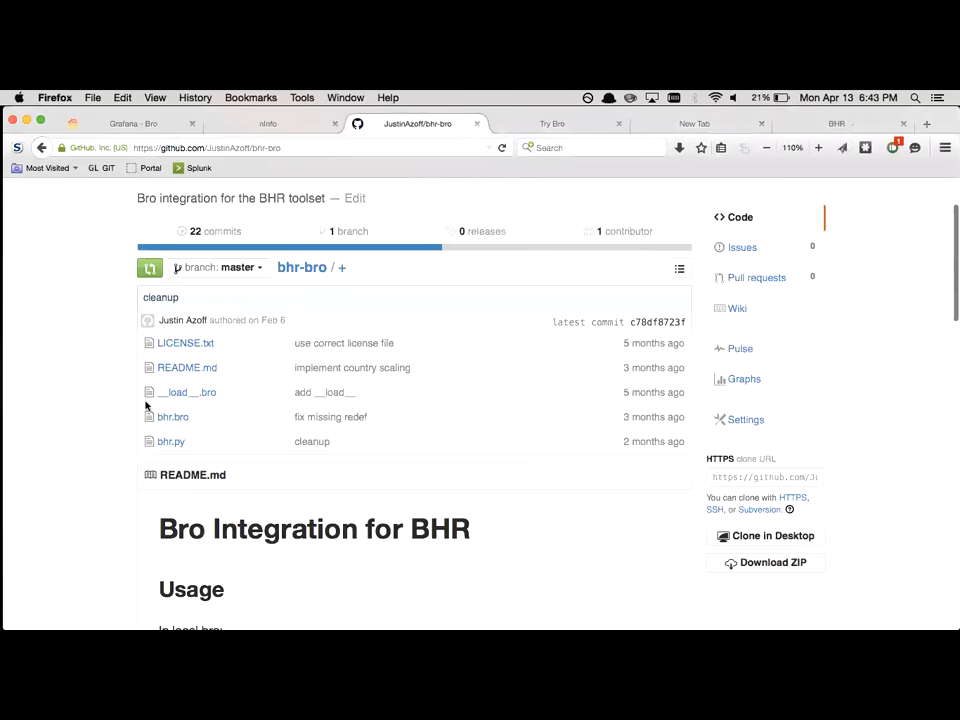 Firefox File Edit View History Bookmarks Tools Window Help 21% Mon Apr 13 6:43 PM
Grafana - Bro × nInfo × JustinAzoff/bhr-bro × Try Bro × New Tab × BHR × +
GitHub, Inc. (US) https://github.com/JustinAzoff/bhr-bro Search 110% 1
Most Visited GL GIT Portal Splunk
Bro integration for the BHR toolset — Edit
22 commits 1 branch 0 releases 1 contributor
branch: master bhr-bro / +
cleanup
Justin Azoff authored on Feb 6 latest commit c78df8723f
LICENSE.txt use correct license file 5 months ago
README.md implement country scaling 3 months ago
__load__.bro add __load__ 5 months ago
bhr.bro fix missing redef 3 months ago
bhr.py cleanup 2 months ago
README.md
Bro Integration for BHR
Usage
In local.bro:
Code
Issues 0
Pull requests 0
Wiki
Pulse
Graphs
Settings
HTTPS clone URL
https://github.com/Ju
You can clone with HTTPS,
SSH, or Subversion.
Clone in Desktop
Download ZIP